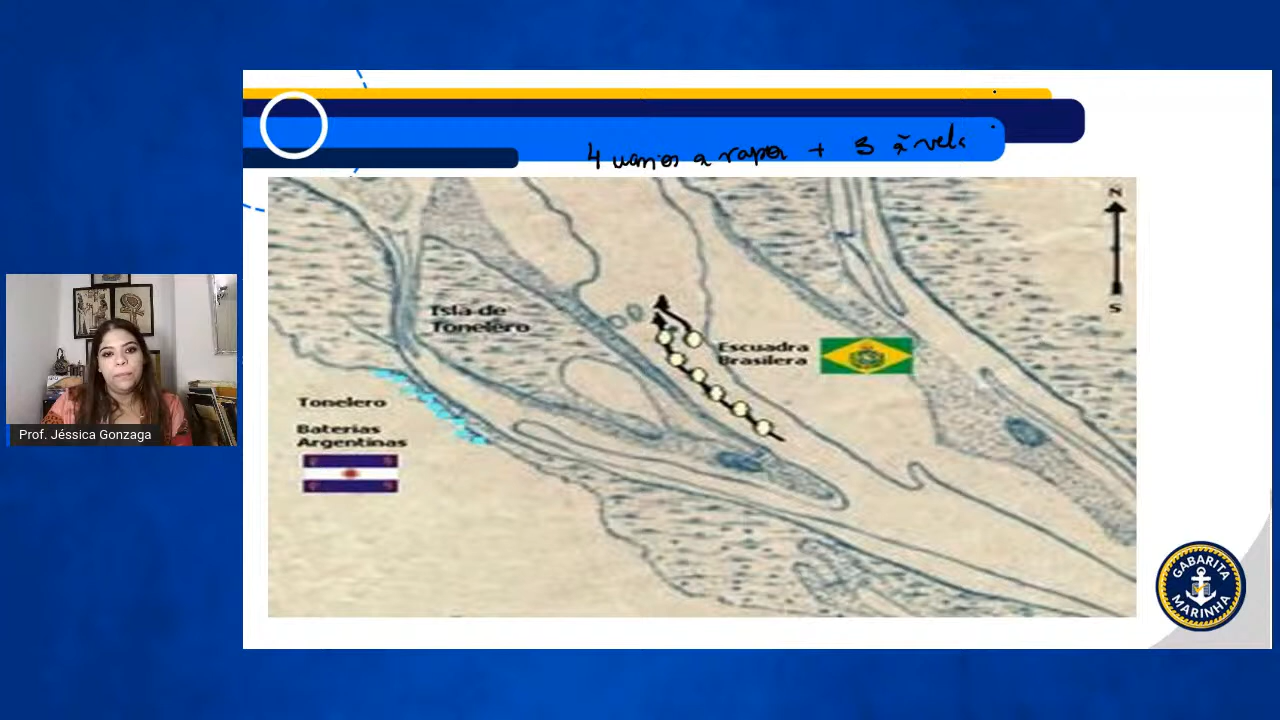 4 navios a vapor + 3 à vela
N
Isla de
Tonelero
S
Escuadra
Brasilera
Tonelero
Baterias
Argentinas
Prof. Jéssica Gonzaga
GABARITA
MARINHA